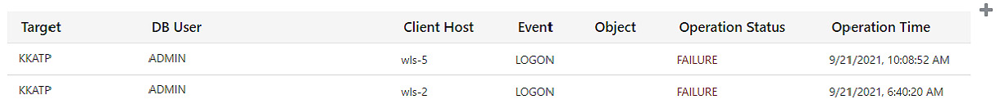 Target DB User Client Host Event Object Operation Status Operation Time
KKATP ADMIN wls-5 LOGON FAILURE 9/21/2021, 10:08:52 AM
KKATP ADMIN wls-2 LOGON FAILURE 9/21/2021, 6:40:20 AM